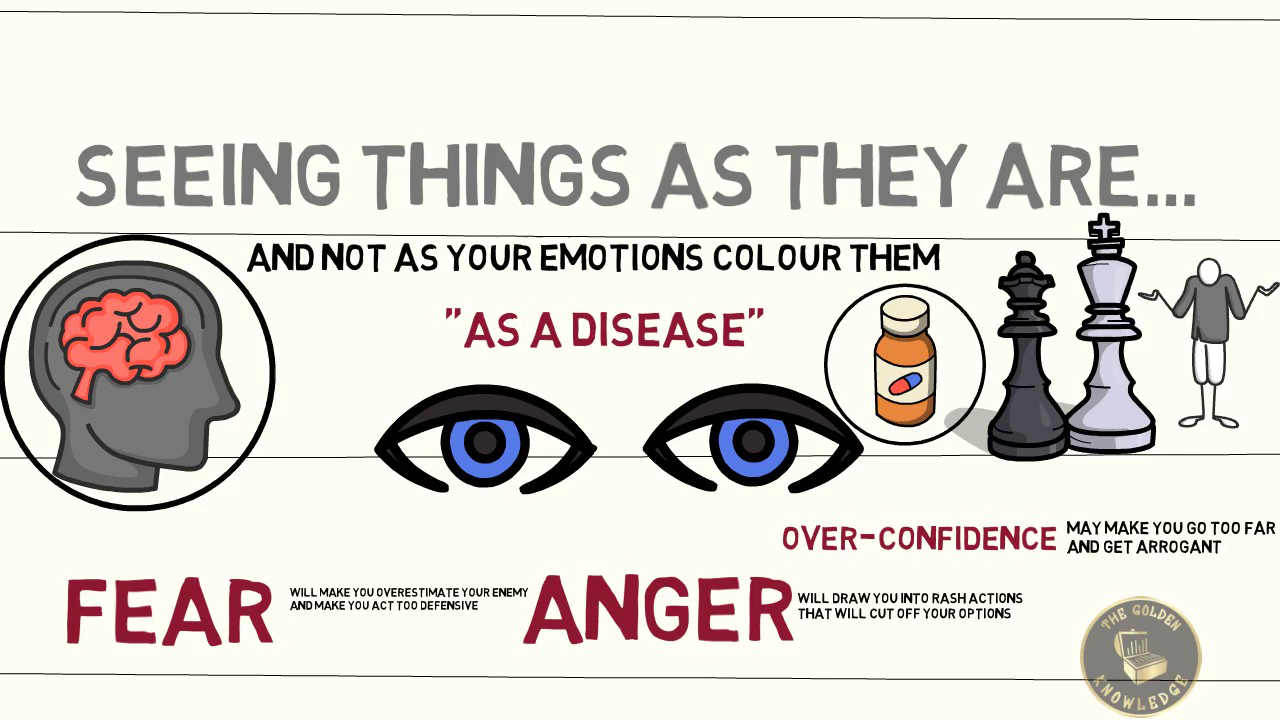 SEEING THINGS AS THEY ARE...
AND NOT AS YOUR EMOTIONS COLOUR THEM
"AS A DISEASE"
OVER-CONFIDENCE
MAY MAKE YOU GO TOO FAR
AND GET ARROGANT
FEAR
WILL MAKE YOU OVERESTIMATE YOUR ENEMY
AND MAKE YOU ACT TOO DEFENSIVE
ANGER
WILL DRAW YOU INTO RASH ACTIONS
THAT WILL CUT OFF YOUR OPTIONS
THE GOLDEN
KNOWLEDGE